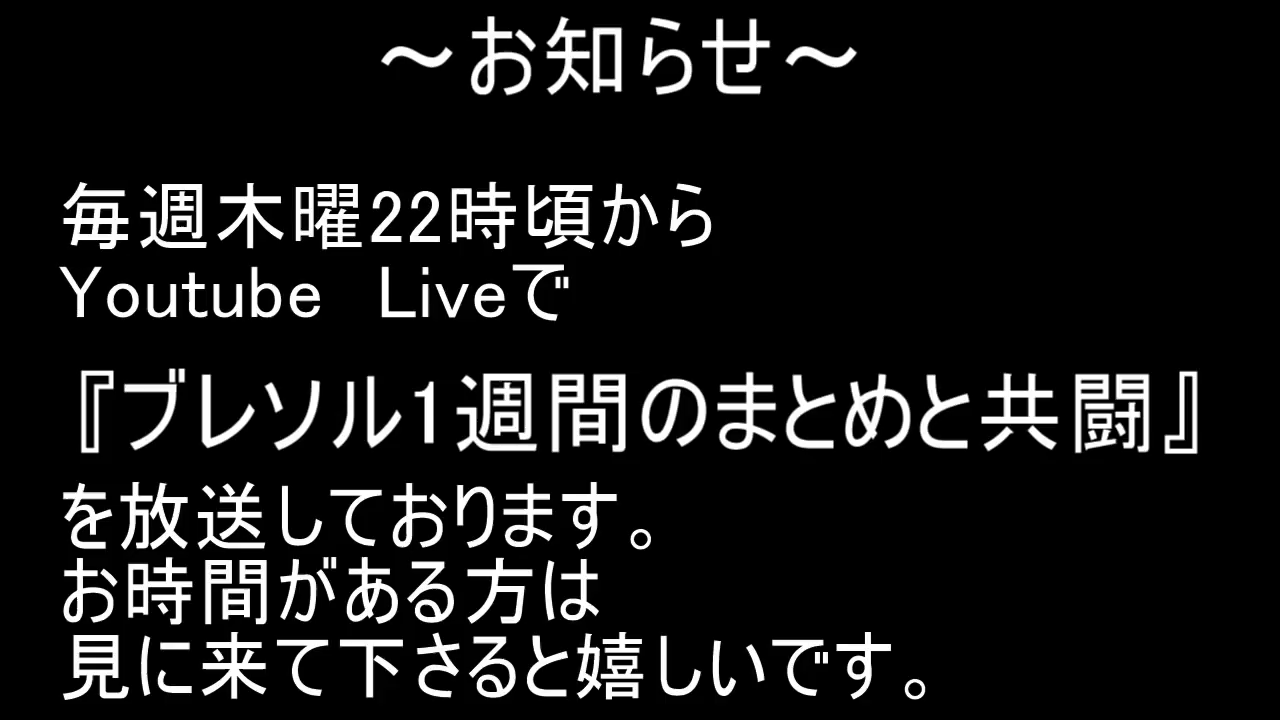 ～お知らせ～
毎週木曜22時頃から
Youtube　Liveで
『ブレソル1週間のまとめと共闘』
を放送しております。
お時間がある方は
見に来て下さると嬉しいです。